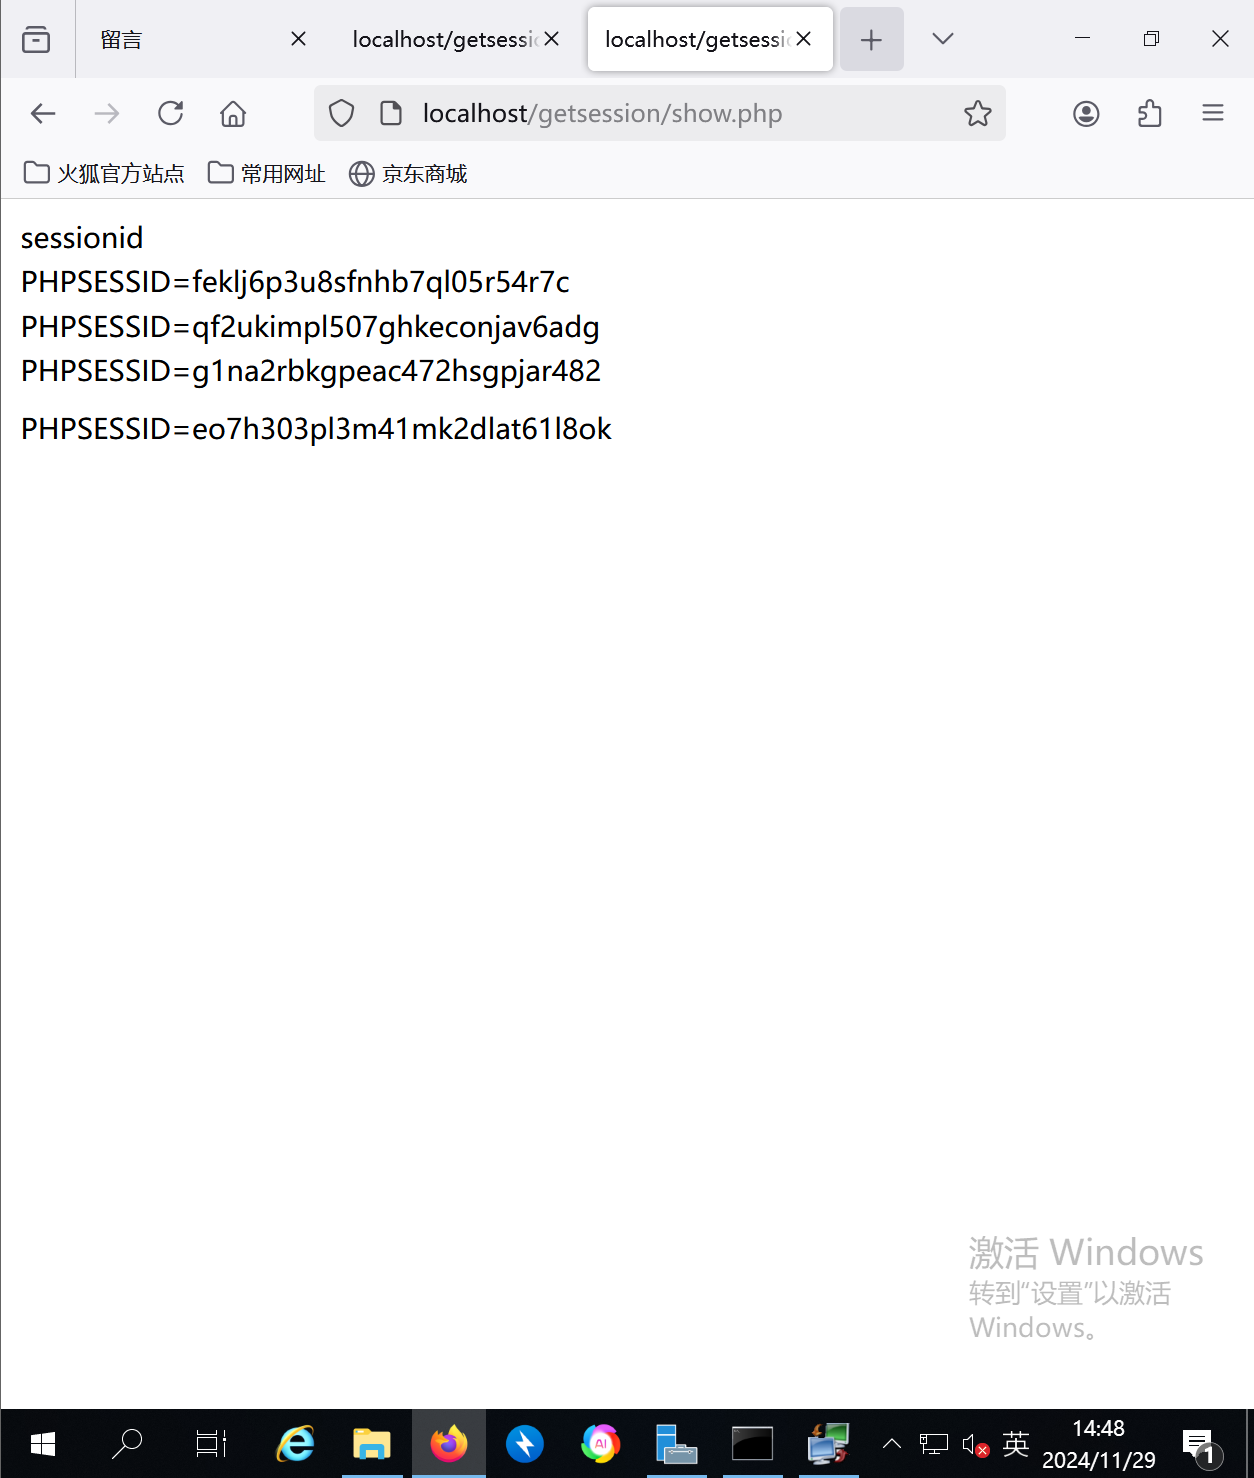 留言
localhost/getsessi
localhost/getsessi
localhost/getsession/show.php
火狐官方站点 常用网址 京东商城
sessionid
PHPSESSID=feklj6p3u8sfnhb7ql05r54r7c
PHPSESSID=qf2ukimpl507ghkeconjav6adg
PHPSESSID=g1na2rbkgpeac472hsgpjar482
PHPSESSID=eo7h303pl3m41mk2dlat61l8ok
激活 Windows
转到“设置”以激活
Windows。
AI
英
14:48
2024/11/29
1